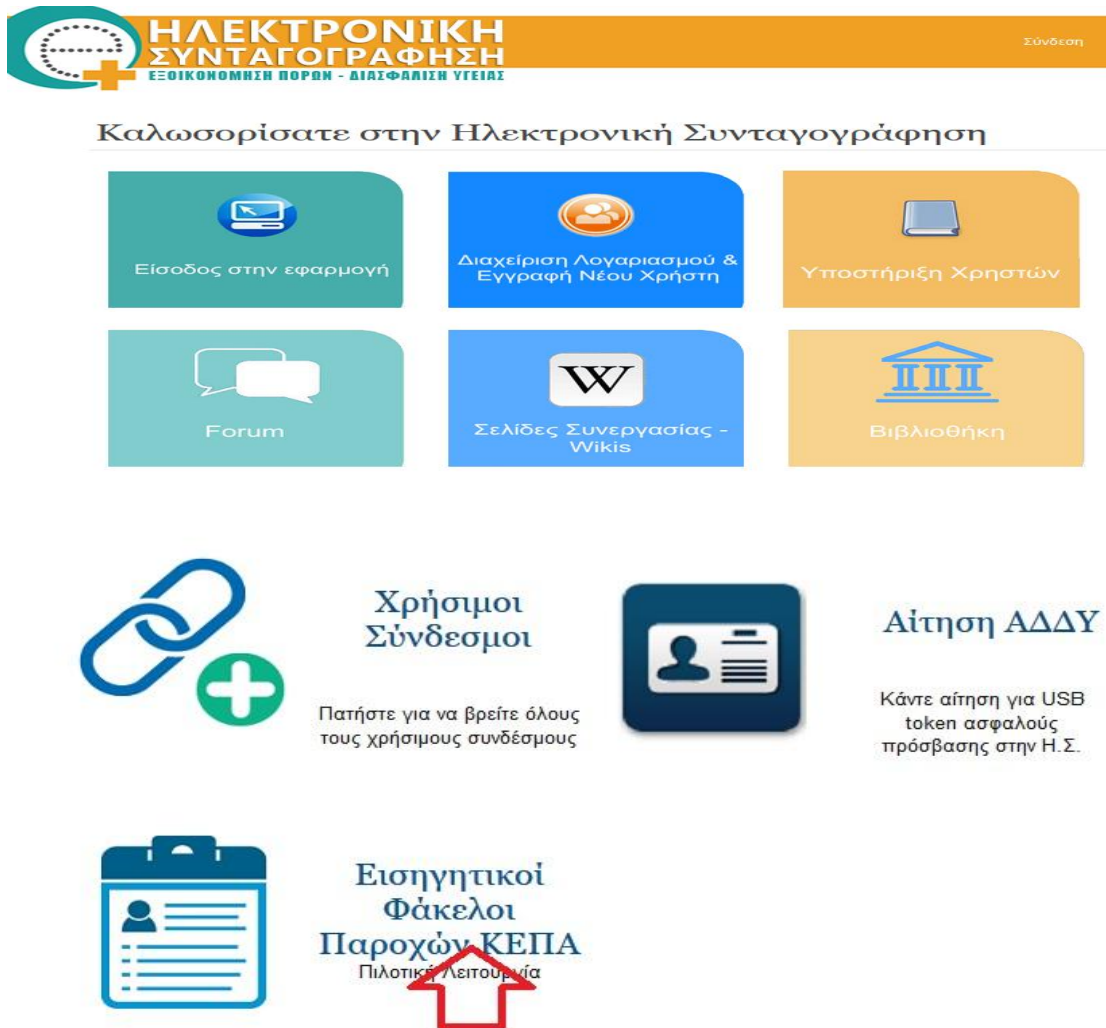 ΗΛΕΚΤΡΟΝΙΚΗ
ΣΥΝΤΑΓΟΓΡΑΦΗΣΗ
ΕΞΟΙΚΟΝΟΜΗΣΗ ΠΟΡΩΝ - ΔΙΑΣΦΑΛΙΣΗ ΥΓΕΙΑΣ
Σύνδεση
Καλωσορίσατε στην Ηλεκτρονική Συνταγογράφηση
Είσοδος στην εφαρμογή
Διαχείριση Λογαριασμού &
Εγγραφή Νέου Χρήστη
Υποστήριξη Χρηστών
Forum
W
Σελίδες Συνεργασίας -
Wikis
Βιβλιοθήκη
Χρήσιμοι
Σύνδεσμοι
Πατήστε για να βρείτε όλους
τους χρήσιμους συνδέσμους
Αίτηση ΑΔΔΥ
Κάντε αίτηση για USB
token ασφαλούς
πρόσβασης στην Η.Σ.
Εισηγητικοί
Φάκελοι
Παροχών ΚΕΠΑ
Πιλοτική Λειτουργία